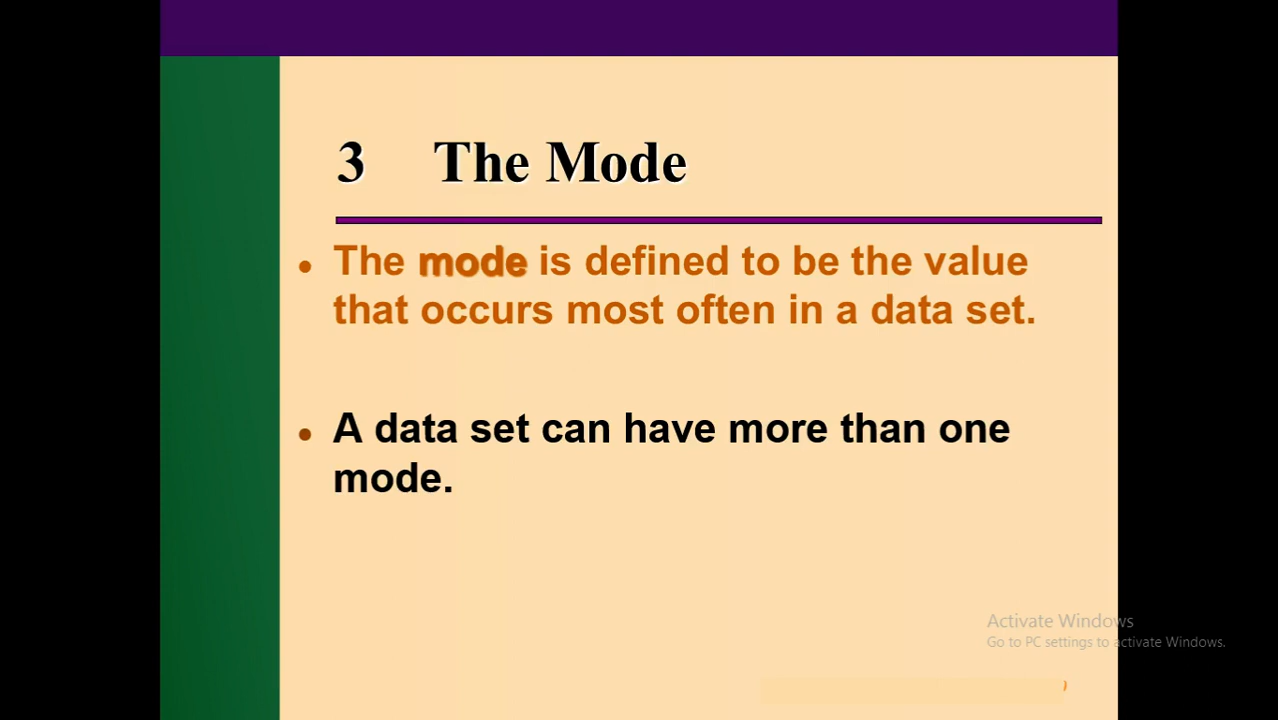 3 The Mode
• The mode is defined to be the value
that occurs most often in a data set.
• A data set can have more than one
mode.
Activate Windows
Go to PC settings to activate Windows.